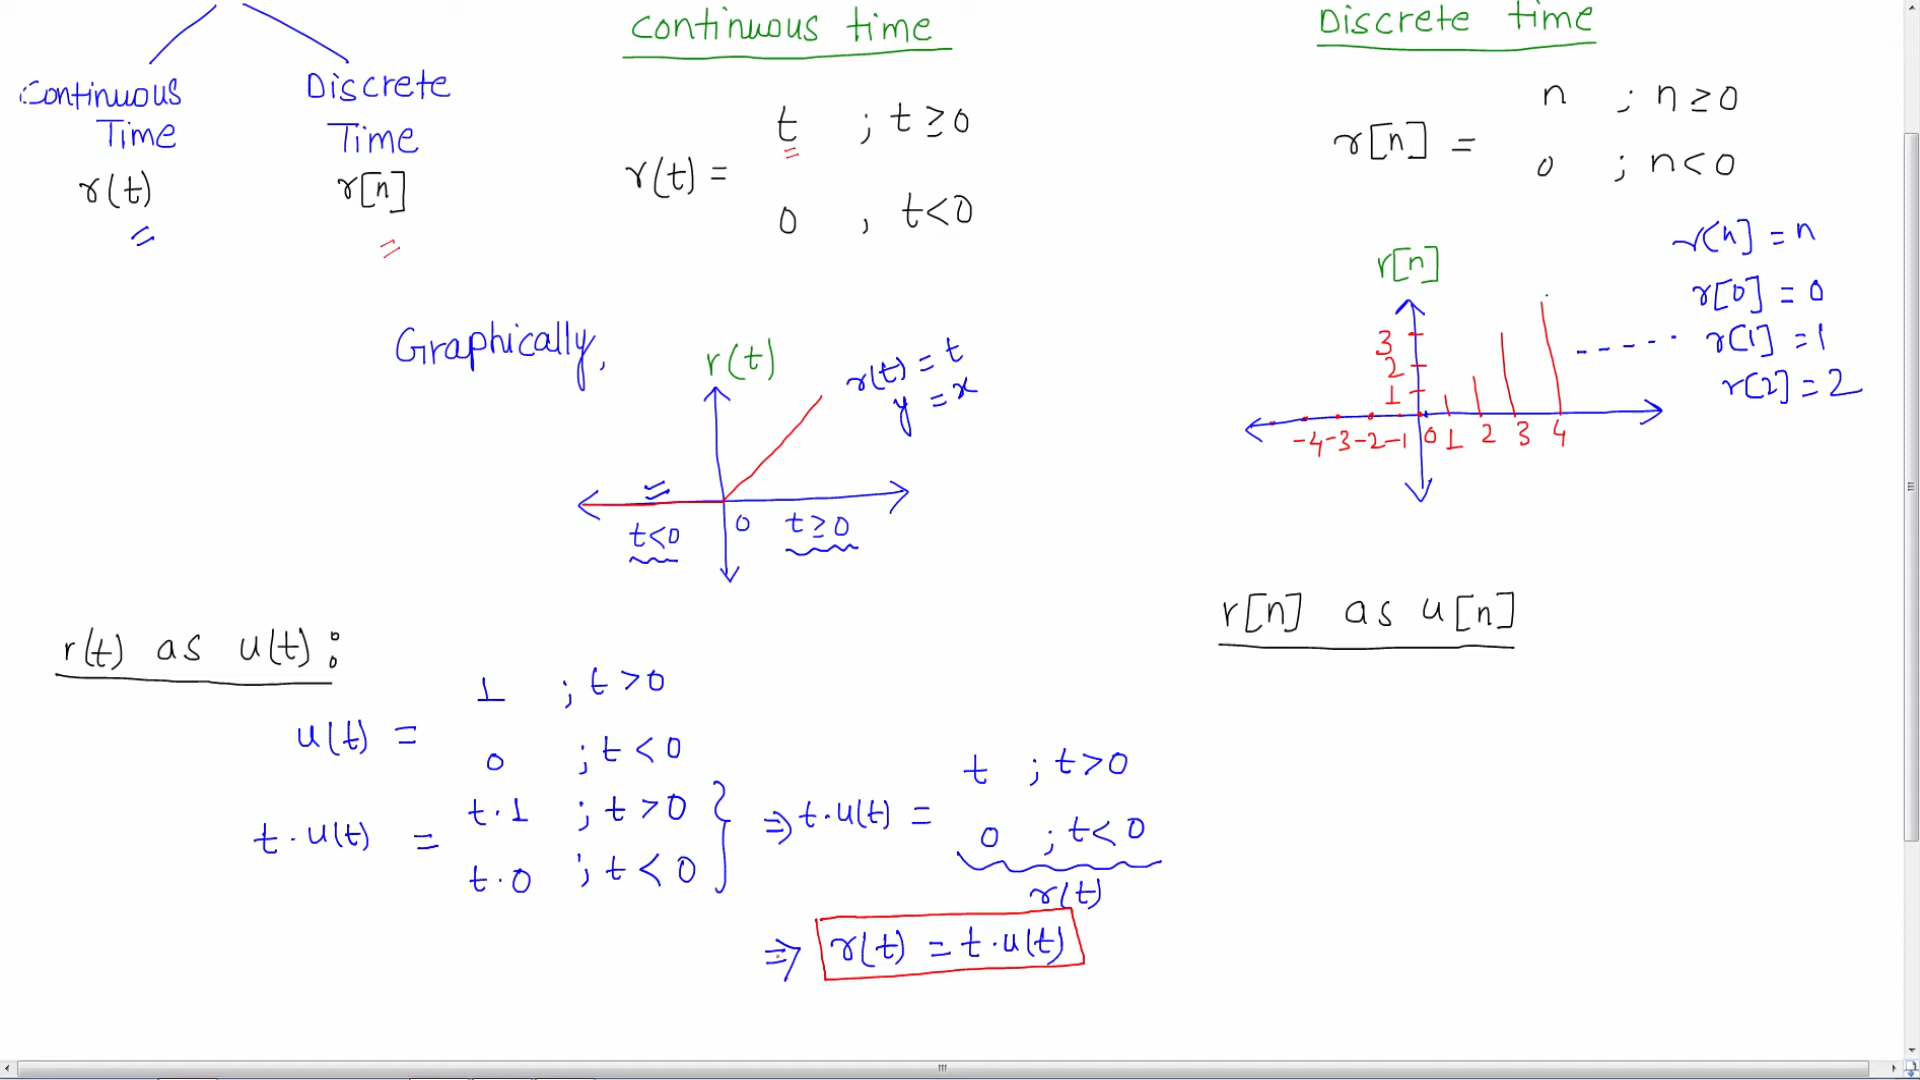 Continuous Time
r(t)
Discrete Time
r[n]
Continuous time
r(t) = t ; t ≥ 0
0 , t < 0
Discrete time
r[n] = n ; n ≥ 0
0 ; n < 0
Graphically,
r(t)
r(t) = t
y = x
t<0
0
t≥0
r[n]
3
2
1
-4 -3 -2 -1 0 1 2 3 4
r[n] = n
r[0] = 0
r[1] = 1
r[2] = 2
r(t) as u(t):
u(t) = 1 ; t > 0
0 ; t < 0
t · u(t) = t · 1 ; t > 0
t · 0 ; t < 0
⇒ t · u(t) = t ; t > 0
0 ; t < 0
r(t)
⇒ r(t) = t · u(t)
r[n] as u[n]